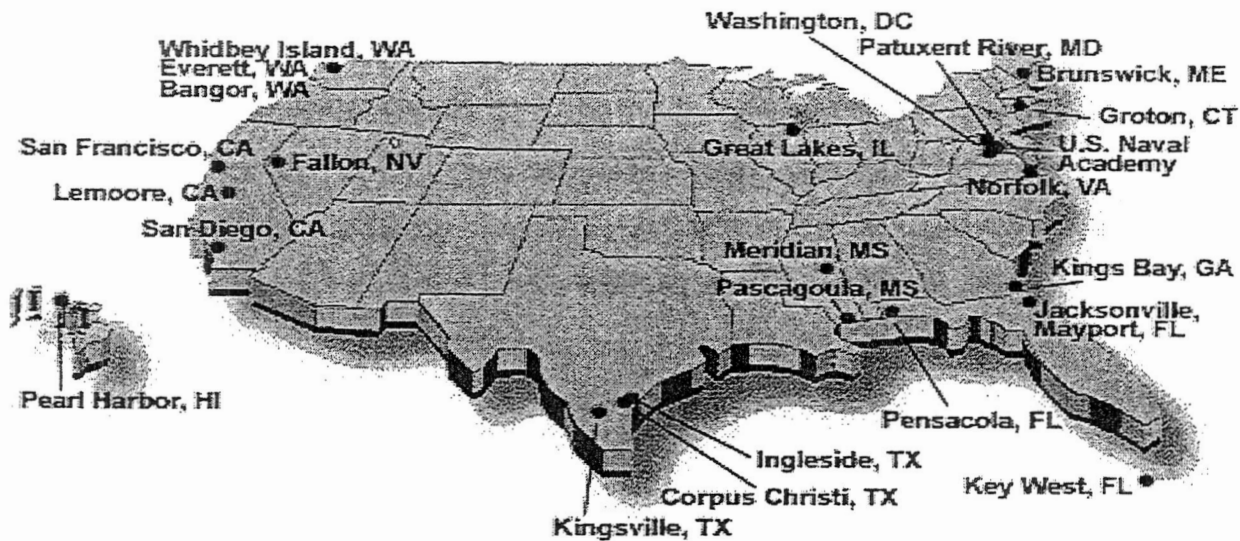 Washington, DC
Patuxent River, MD
Whidbey Island, WA
Everett, WA
Bangor, WA
Brunswick, ME
Groton, CT
San Francisco, CA
Fallon, NV
Great Lakes, IL
U.S. Naval
Academy
Lemoore, CA
Norfolk, VA
San Diego, CA
Meridian, MS
Kings Bay, GA
Pascagoula, MS
Jacksonville,
Mayport, FL
Pearl Harbor, HI
Pensacola, FL
Ingleside, TX
Corpus Christi, TX
Key West, FL
Kingsville, TX